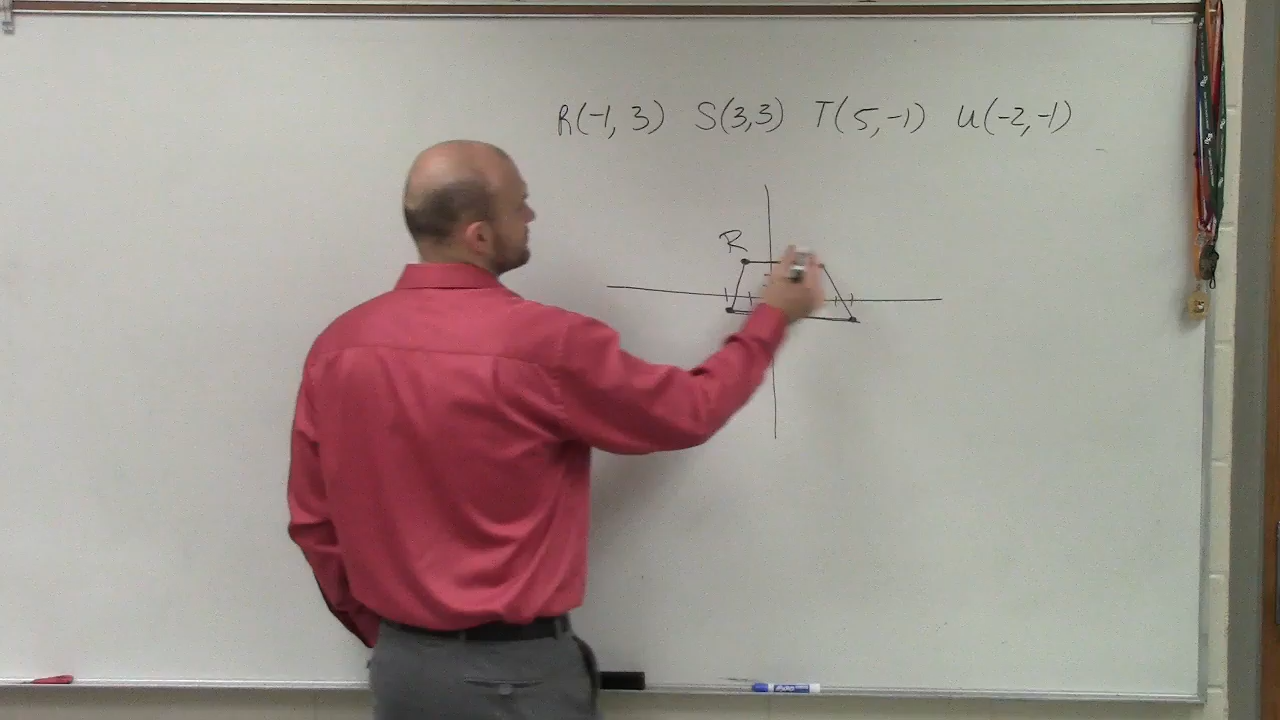 R(-1, 3) S(3,3) T(5,-1) U(-2,-1)
R